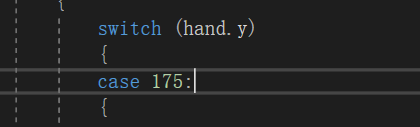 {
switch (hand.y)
{
case 175:
{